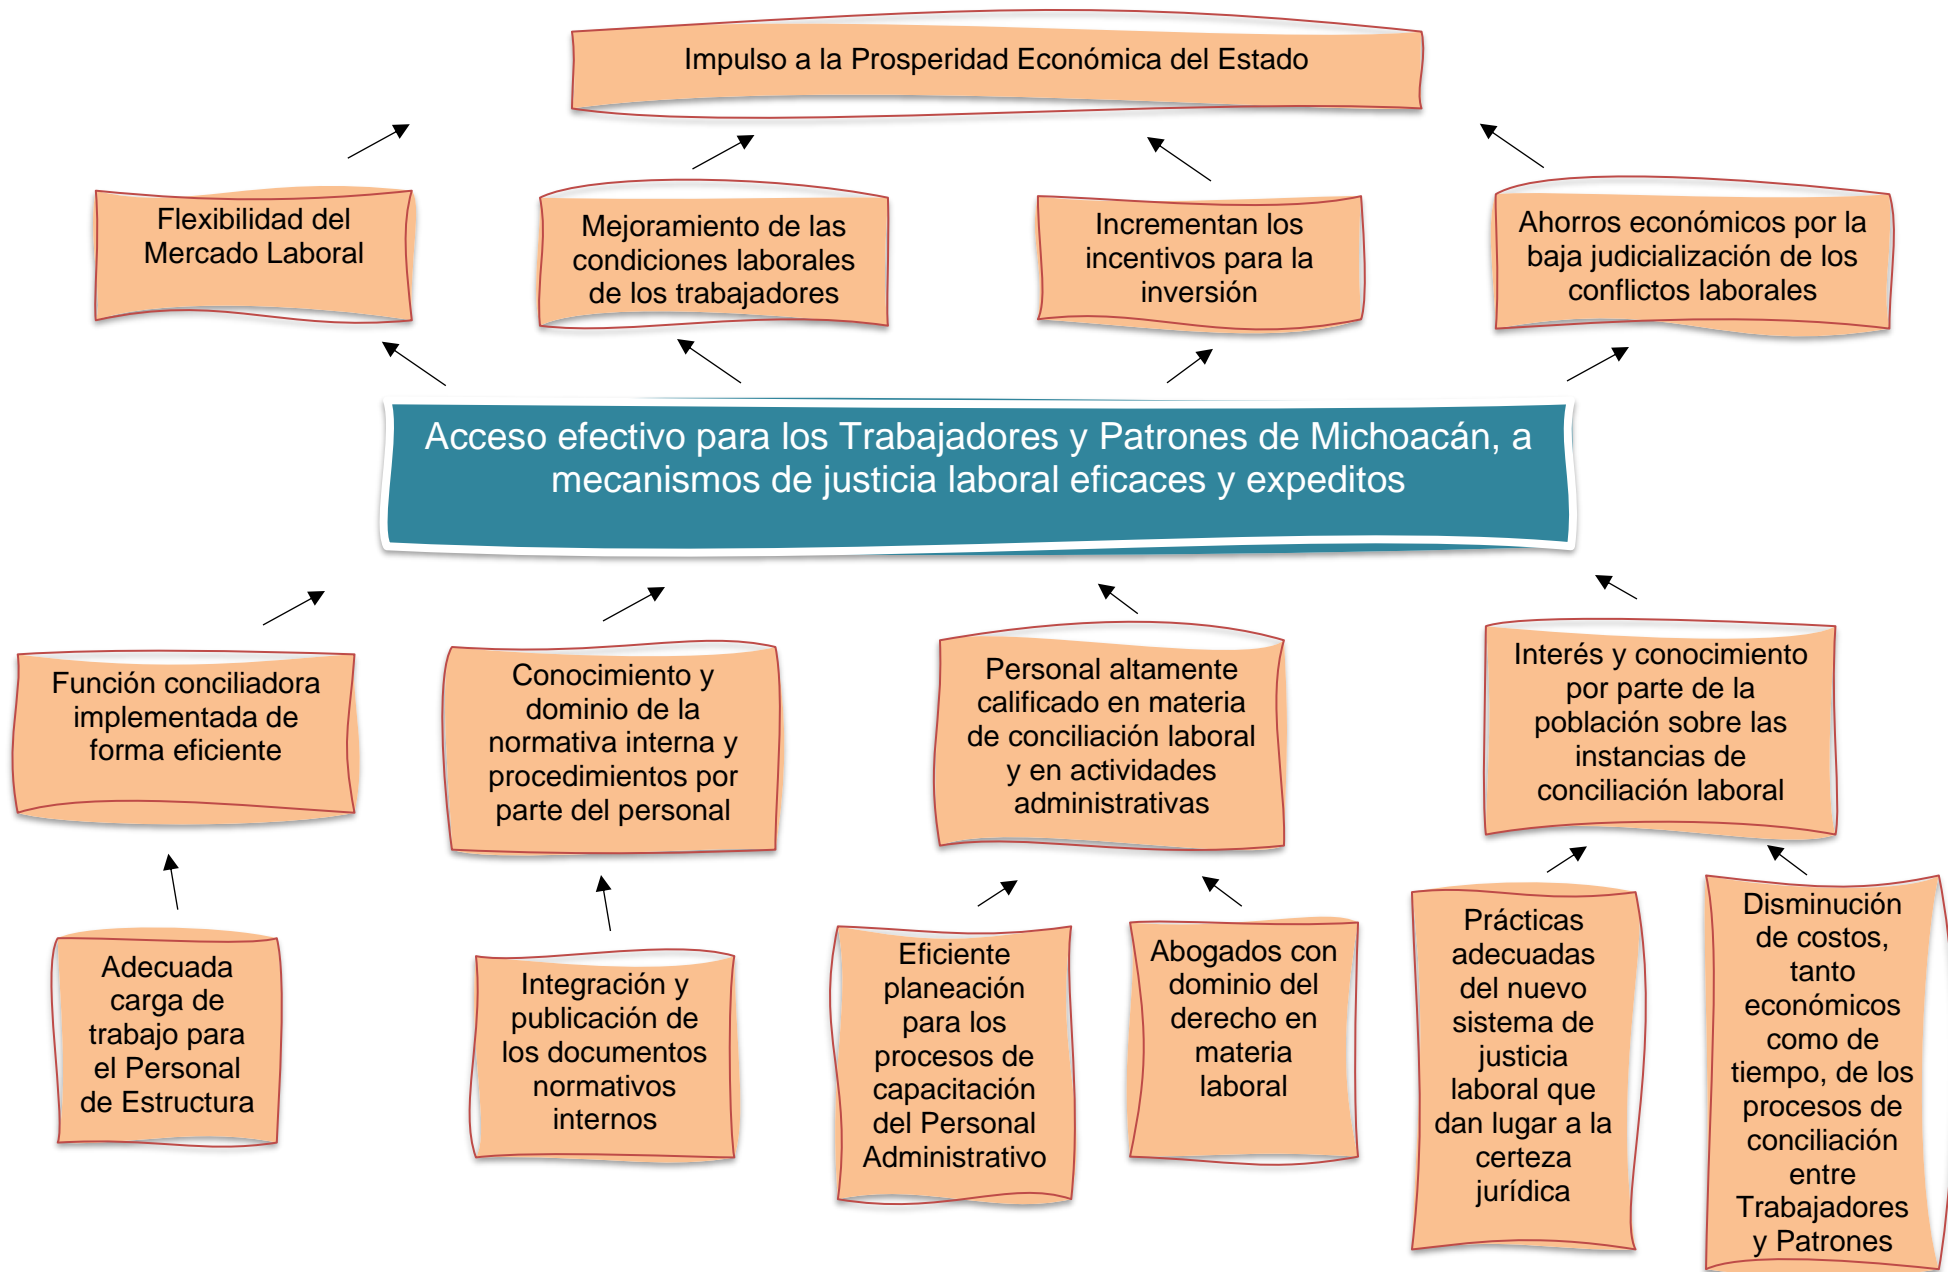 Impulso a la Prosperidad Económica del Estado
Flexibilidad del
Mercado Laboral
Mejoramiento de las
condiciones laborales
de los trabajadores
Incrementan los
incentivos para la
inversión
Ahorros económicos por la
baja judicialización de los
conflictos laborales
Acceso efectivo para los Trabajadores y Patrones de Michoacán, a
mecanismos de justicia laboral eficaces y expeditos
Función conciliadora
implementada de
forma eficiente
Conocimiento y
dominio de la
normativa interna y
procedimientos por
parte del personal
Personal altamente
calificado en materia
de conciliación laboral
y en actividades
administrativas
Interés y conocimiento
por parte de la
población sobre las
instancias de
conciliación laboral
Adecuada
carga de
trabajo para
el Personal
de Estructura
Integración y
publicación de
los documentos
normativos
internos
Eficiente
planeación
para los
procesos de
capacitación
del Personal
Administrativo
Abogados con
dominio del
derecho en
materia
laboral
Prácticas
adecuadas
del nuevo
sistema de
justicia
laboral que
dan lugar a la
certeza
jurídica
Disminución
de costos,
tanto
económicos
como de
tiempo, de los
procesos de
conciliación
entre
Trabajadores
y Patrones